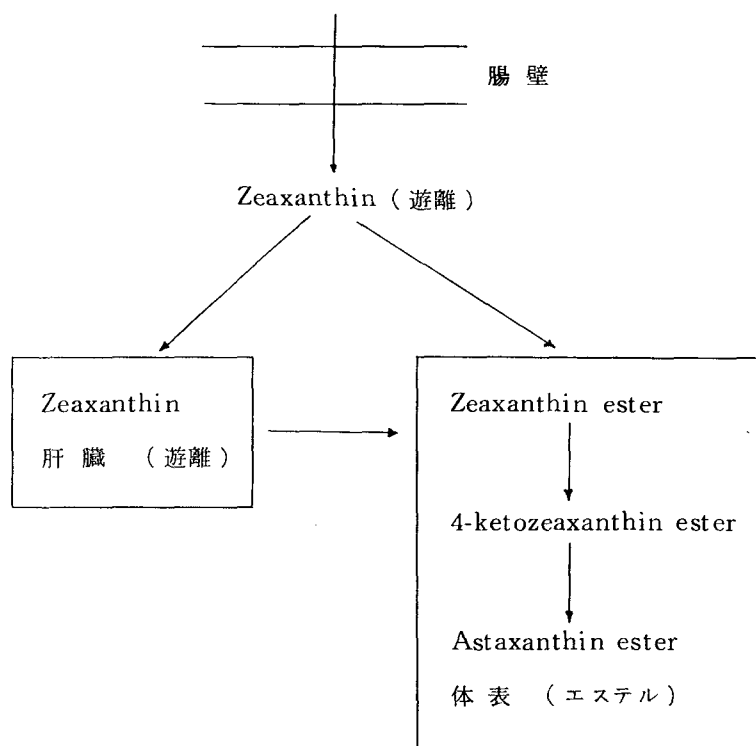 腸壁
Zeaxanthin (遊離)
Zeaxanthin
肝臓 (遊離)
Zeaxanthin ester
4-ketozeaxanthin ester
Astaxanthin ester
体表 (エステル)